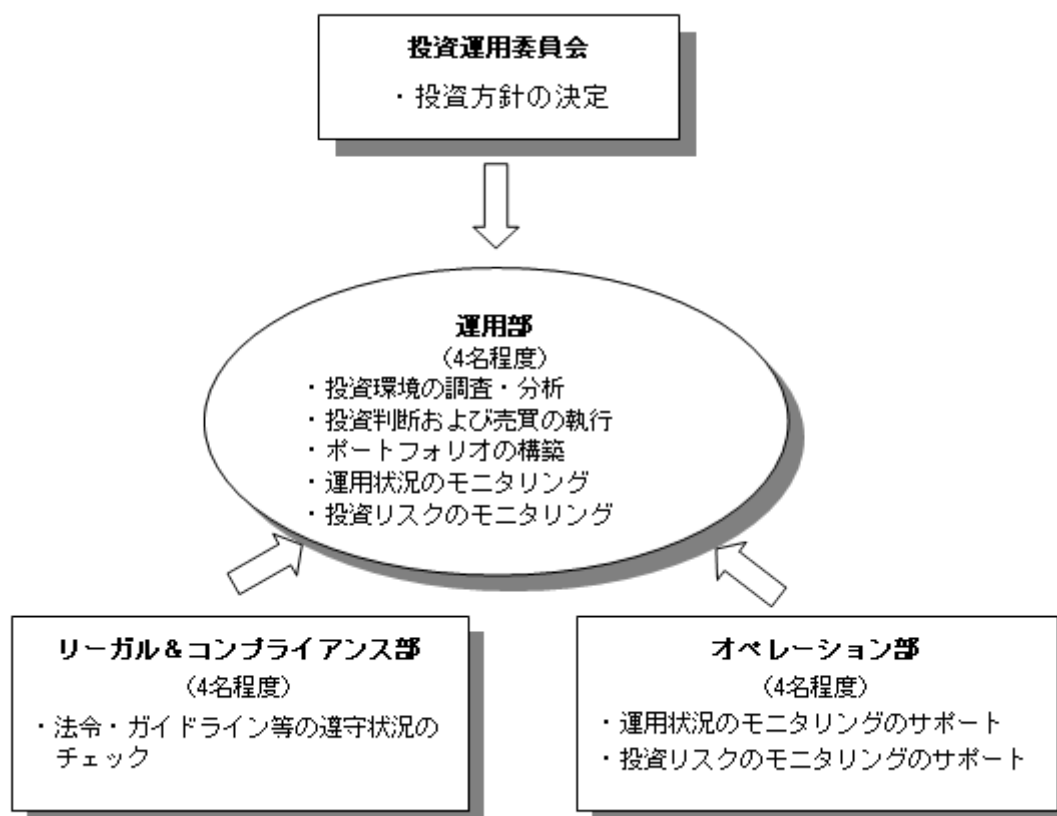 投資運用委員会
・投資方針の決定
運用部
(4名程度)
・投資環境の調査・分析
・投資判断および売買の執行
・ポートフォリオの構築
・運用状況のモニタリング
・投資リスクのモニタリング
リーガル＆コンプライアンス部
(4名程度)
・法令・ガイドライン等の遵守状況の
チェック
オペレーション部
(4名程度)
・運用状況のモニタリングのサポート
・投資リスクのモニタリングのサポート